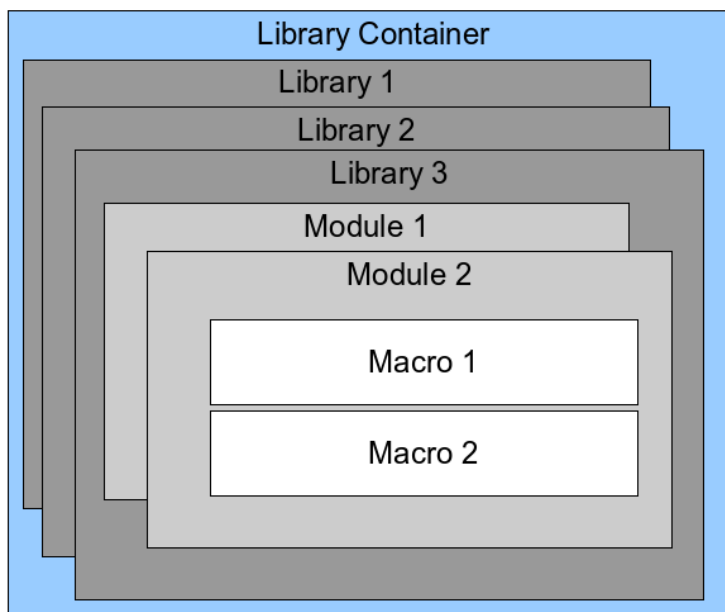 Library Container
Library 1
Library 2
Library 3
Module 1
Module 2
Macro 1
Macro 2